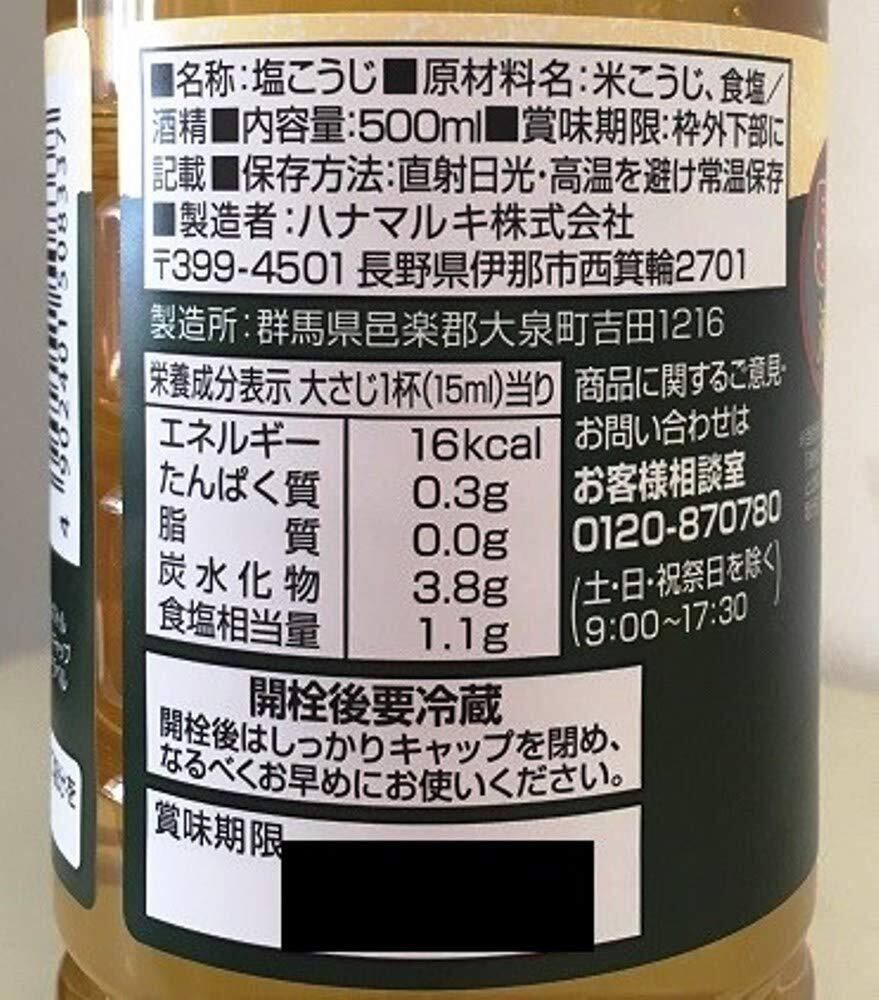 ■名称:塩こうじ■原材料名:米こうじ、食塩/
酒精■内容量:500ml■賞味期限:枠外下部に
記載■保存方法:直射日光・高温を避け常温保存
■製造者:ハナマルキ株式会社
〒399-4501 長野県伊那市西箕輪2701
製造所:群馬県邑楽郡大泉町吉田1216
栄養成分表示 大さじ1杯(15ml)当り
エネルギー 16kcal
たんぱく質 0.3g
脂質 0.0g
炭水化物 3.8g
食塩相当量 1.1g
商品に関するご意見・
お問い合わせは
お客様相談室
0120-870780
(土・日・祝祭日を除く
9:00~17:30)
開栓後要冷蔵
開栓後はしっかりキャップを閉め、
なるべくお早めにお使いください。
賞味期限